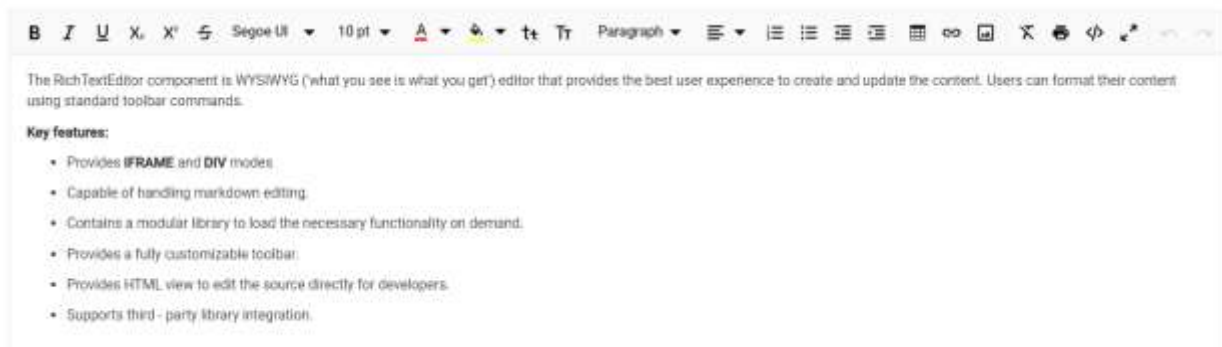 B I U X₂ X² S Segoe UI 10 pt A tt Tт Paragraph
The RichTextEditor component is WYSIWYG ('what you see is what you get') editor that provides the best user experience to create and update the content. Users can format their content
using standard toolbar commands.
Key features:
• Provides IFRAME and DIV modes
• Capable of handling markdown editing.
• Contains a modular library to load the necessary functionality on demand.
• Provides a fully customizable toolbar.
• Provides HTML view to edit the source directly for developers.
• Supports third - party library integration.